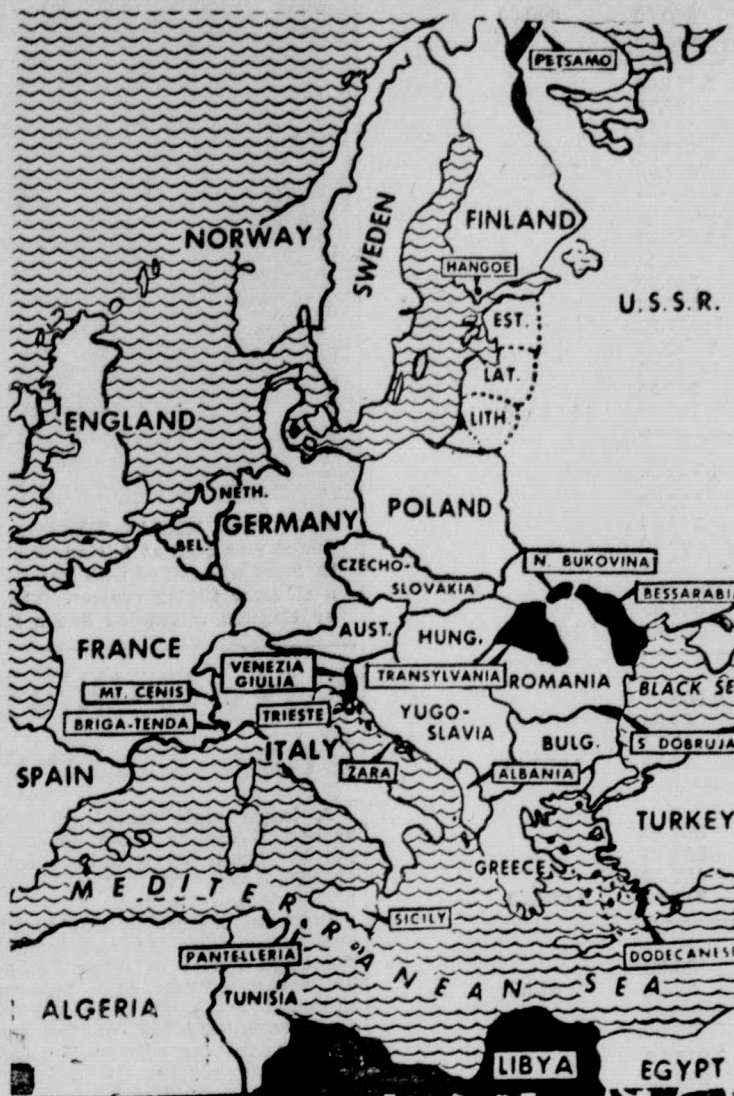 PETSAMO
NORWAY
SWEDEN
FINLAND
HANGOE
U.S.S.R.
EST.
LAT.
LITH.
ENGLAND
NETH.
GERMANY
POLAND
BEL.
CZECHO-
SLOVAKIA
N. BUKOVINA
BESSARABI
FRANCE
AUST.
HUNG.
VENEZIA
GIULIA
TRANSYLVANIA
MT. CENIS
ROMANIA
BLACK SE
BRIGA-TENDA
TRIESTE
YUGO-
SLAVIA
ITALY
BULG.
S. DOBRUJA
SPAIN
ZARA
ALBANIA
TURKEY
GREECE
MEDITERRANEAN SEA
SICILY
PANTELLERIA
DODECANESE
ALGERIA
TUNISIA
LIBYA
EGYPT